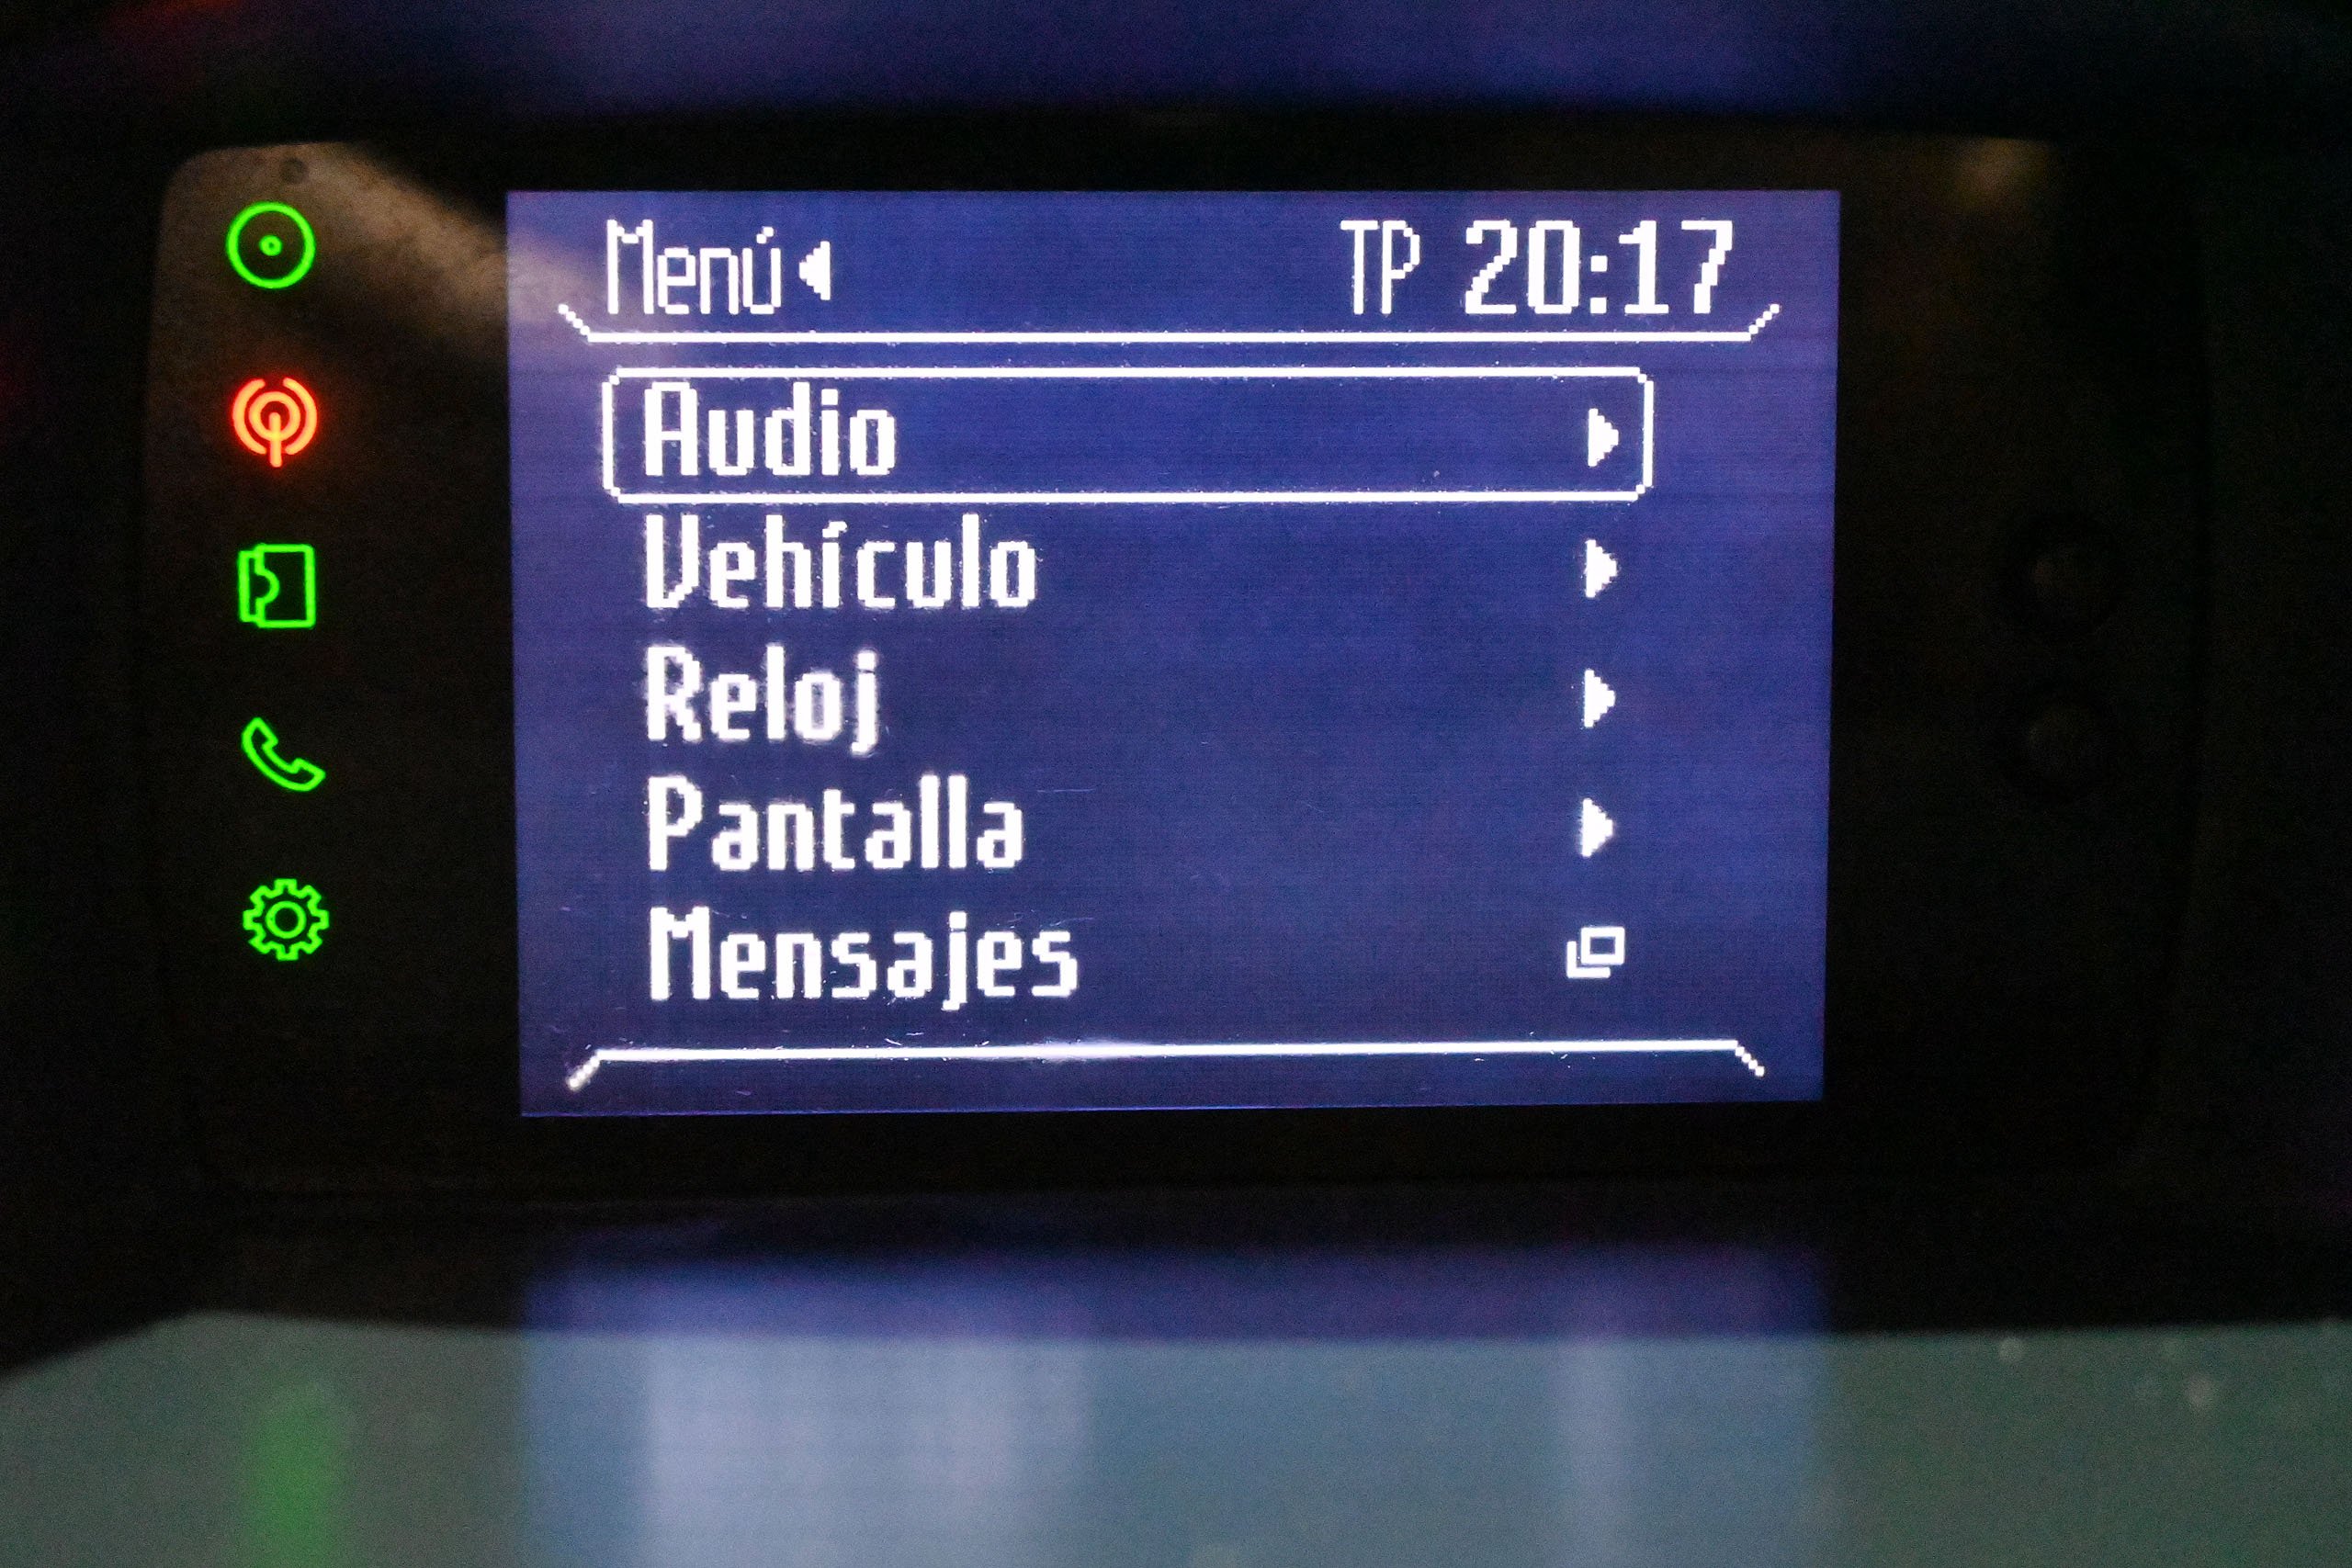 Menú TP 20:17
Audio
Vehículo
Reloj
Pantalla
Mensajes